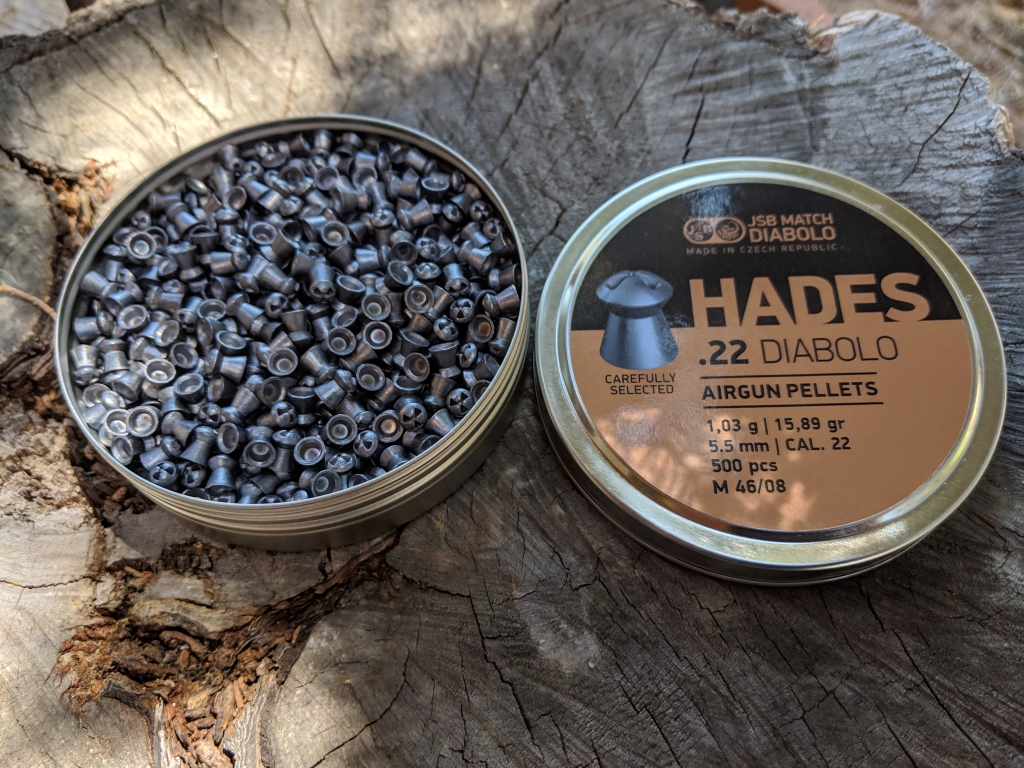 JSB MATCH
DIABOLO
MADE IN CZECH REPUBLIC
HADES
.22 DIABOLO
CAREFULLY
SELECTED
AIRGUN PELLETS
1,03 g | 15,89 gr
5.5 mm | CAL. 22
500 pcs
M 46/08